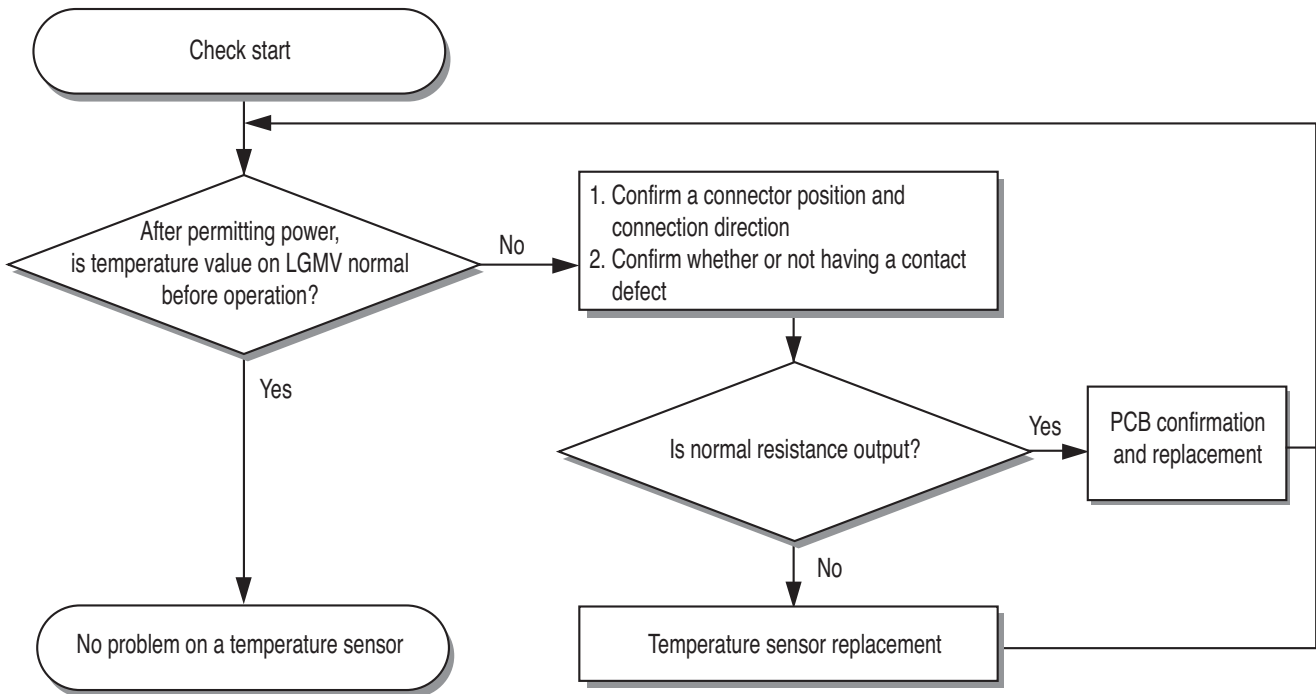 Check start
After permitting power,
is temperature value on LGMV normal
before operation?
No
1. Confirm a connector position and
connection direction
2. Confirm whether or not having a contact
defect
Yes
Is normal resistance output?
Yes
PCB confirmation
and replacement
No
No problem on a temperature sensor
Temperature sensor replacement